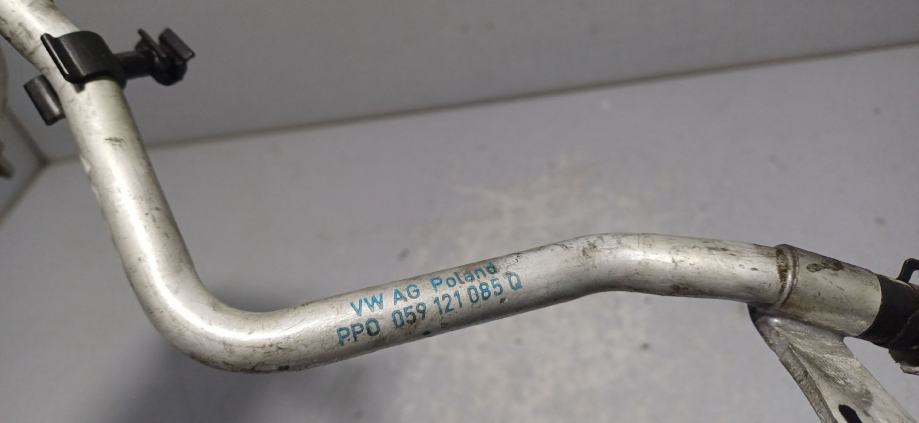 VW AG Poland
PPO 059 121 085 Q